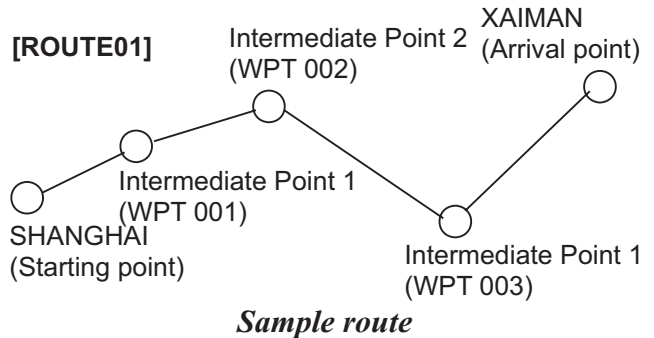 [ROUTE01]
Intermediate Point 2
(WPT 002)
XAIMAN
(Arrival point)
Intermediate Point 1
(WPT 001)
SHANGHAI
(Starting point)
Intermediate Point 1
(WPT 003)
Sample route